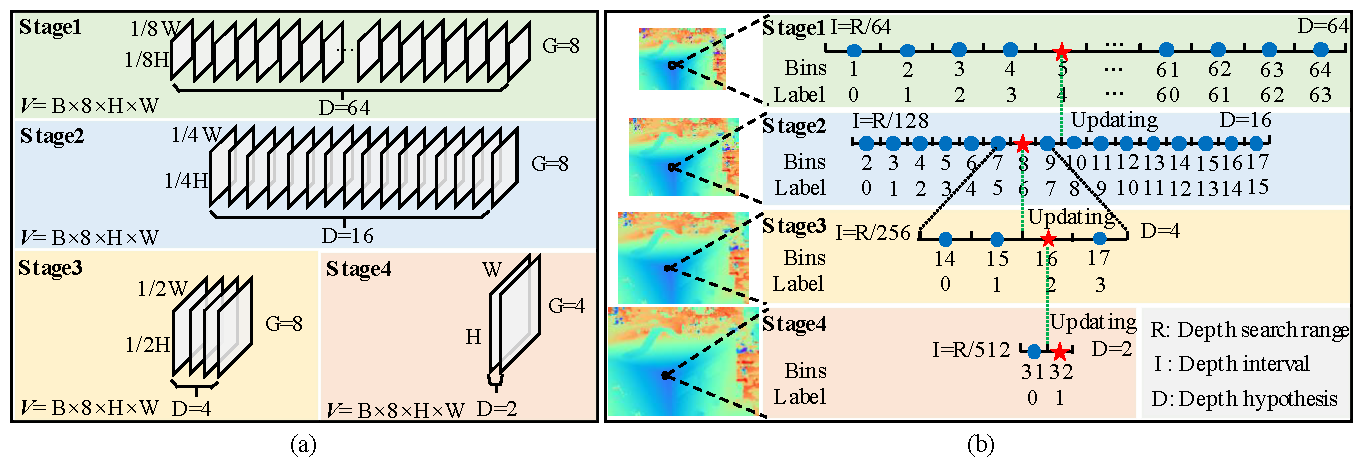 Stage1
1/8W
1/8H
...
G=8
D=64
V= B×8×H×W
Stage2
1/4W
1/4H
G=8
D=16
V= B×8×H×W
Stage3
1/2W
1/2H
G=8
D=4
V= B×8×H×W
Stage4
W
H
G=4
D=2
V= B×8×H×W
(a)
Stage1
I=R/64
...
D=64
Bins 1 2 3 4 5 ... 61 62 63 64
Label 0 1 2 3 4 ... 60 61 62 63
Stage2
I=R/128
Updating
D=16
Bins 2 3 4 5 6 7 8 9 10 11 12 13 14 15 16 17
Label 0 1 2 3 4 5 6 7 8 9 10 11 12 13 14 15
Stage3
Updating
I=R/256
D=4
Bins 14 15 16 17
Label 0 1 2 3
Stage4
Updating
I=R/512
D=2
Bins 31 32
Label 0 1
R: Depth search range
I : Depth interval
D: Depth hypothesis
(b)